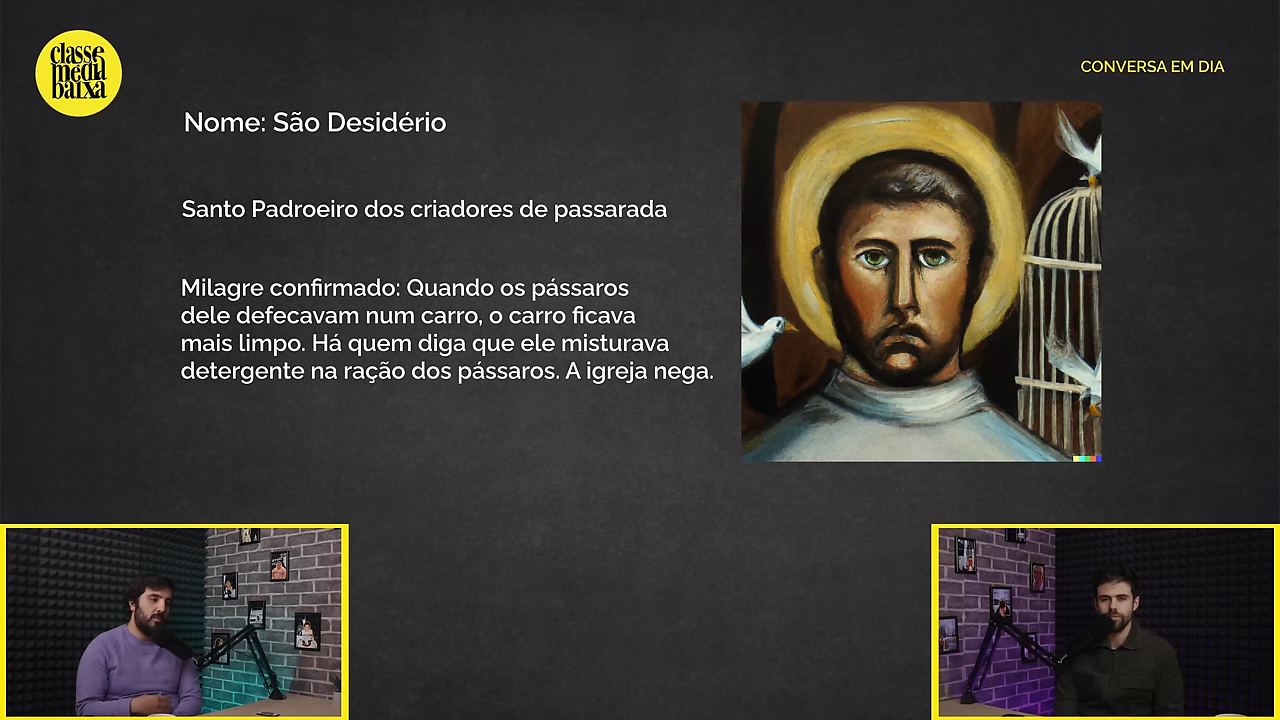 classe
média
baixa
CONVERSA EM DIA
Nome: São Desidério
Santo Padroeiro dos criadores de passarada
Milagre confirmado: Quando os pássaros
dele defecavam num carro, o carro ficava
mais limpo. Há quem diga que ele misturava
detergente na ração dos pássaros. A igreja nega.